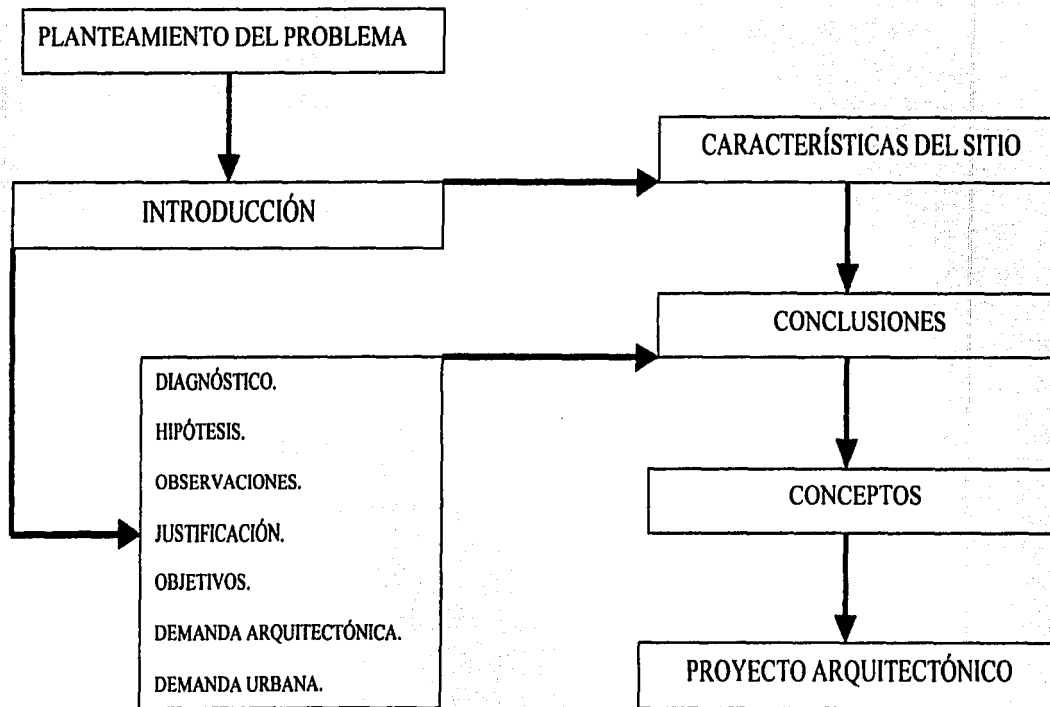 PLANTEAMIENTO DEL PROBLEMA
CARACTERÍSTICAS DEL SITIO
INTRODUCCIÓN
CONCLUSIONES
DIAGNÓSTICO.
HIPÓTESIS.
OBSERVACIONES.
JUSTIFICACIÓN.
OBJETIVOS.
DEMANDA ARQUITECTÓNICA.
DEMANDA URBANA.
CONCEPTOS
PROYECTO ARQUITECTÓNICO